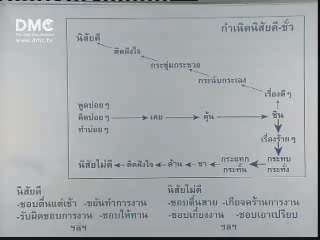 DMC
www.dmc.tv
กำเนิดนิสัยดี-ชั่ว
นิสัยดี
ติดฝังใจ
กระชุ่มกระชวย
กระฉับกระเฉง
เรื่องดีๆ
พูดบ่อยๆ
คิดบ่อยๆ
ทำบ่อยๆ
เคย
คุ้น
ชิน
เรื่องร้ายๆ
นิสัยไม่ดี
ติดฝังใจ
ด้าน
ชา
กระแทก
กระทั้น
กระทบ
กระทั่ง
นิสัยดี
-ชอบตื่นแต่เช้า -ขยันทำการงาน
-รับผิดชอบการงาน -ชอบให้ทาน
ฯลฯ
นิสัยไม่ดี
-ชอบตื่นสาย -เกียจคร้านการงาน
-ชอบเกี่ยงงาน -ชอบเอาเปรียบ
ฯลฯ